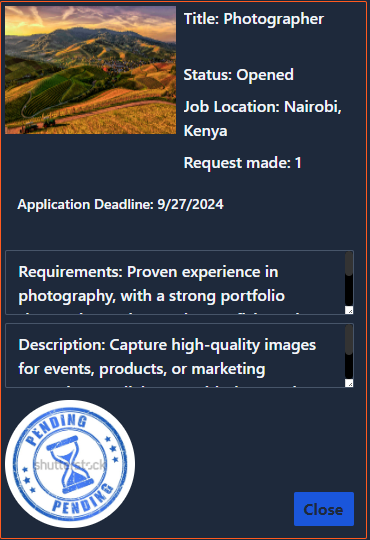 Title: Photographer
Status: Opened
Job Location: Nairobi,
Kenya
Request made: 1
Application Deadline: 9/27/2024
Requirements: Proven experience in
photography, with a strong portfolio
Description: Capture high-quality images
for events, products, or marketing
PENDING
shutterstock
PENDING
Close